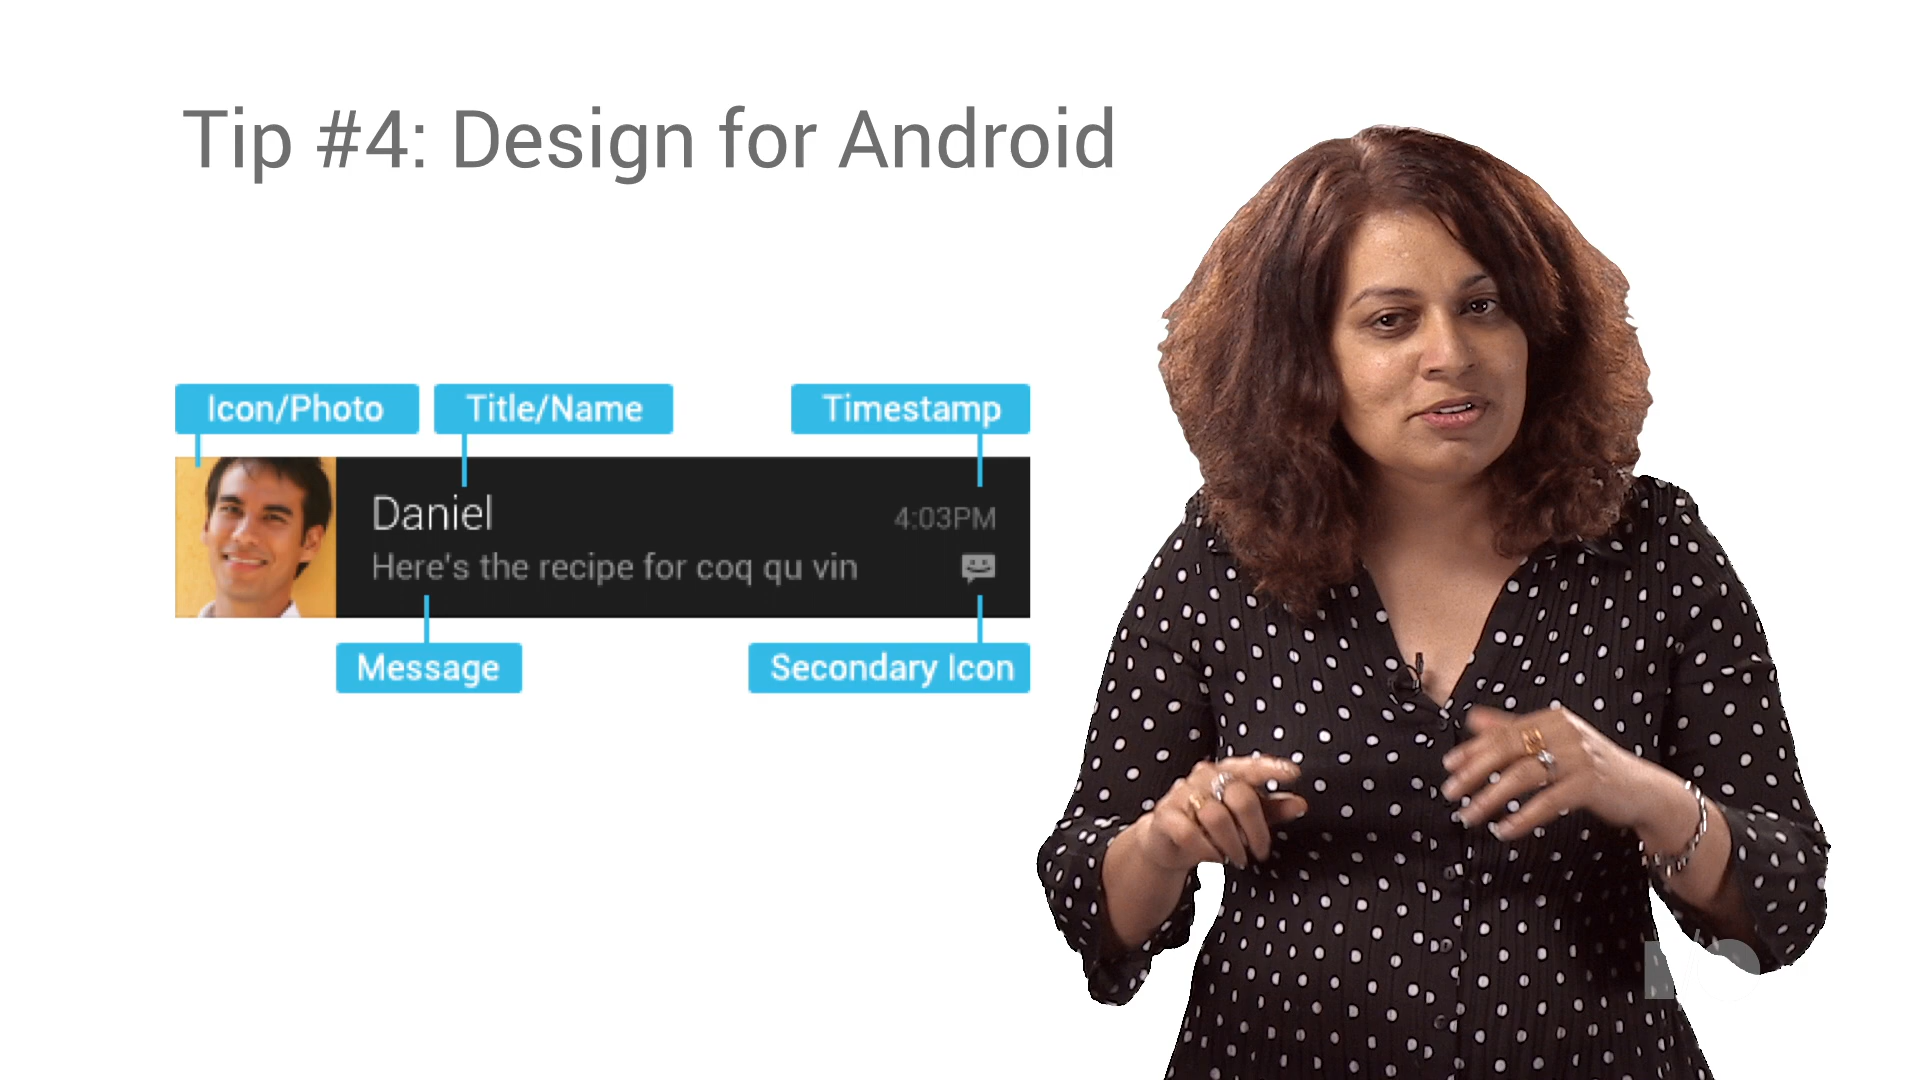 Tip #4: Design for Android
Icon/Photo Title/Name Timestamp
Daniel 4:03PM
Here's the recipe for coq qu vin
Message Secondary Icon
I/O